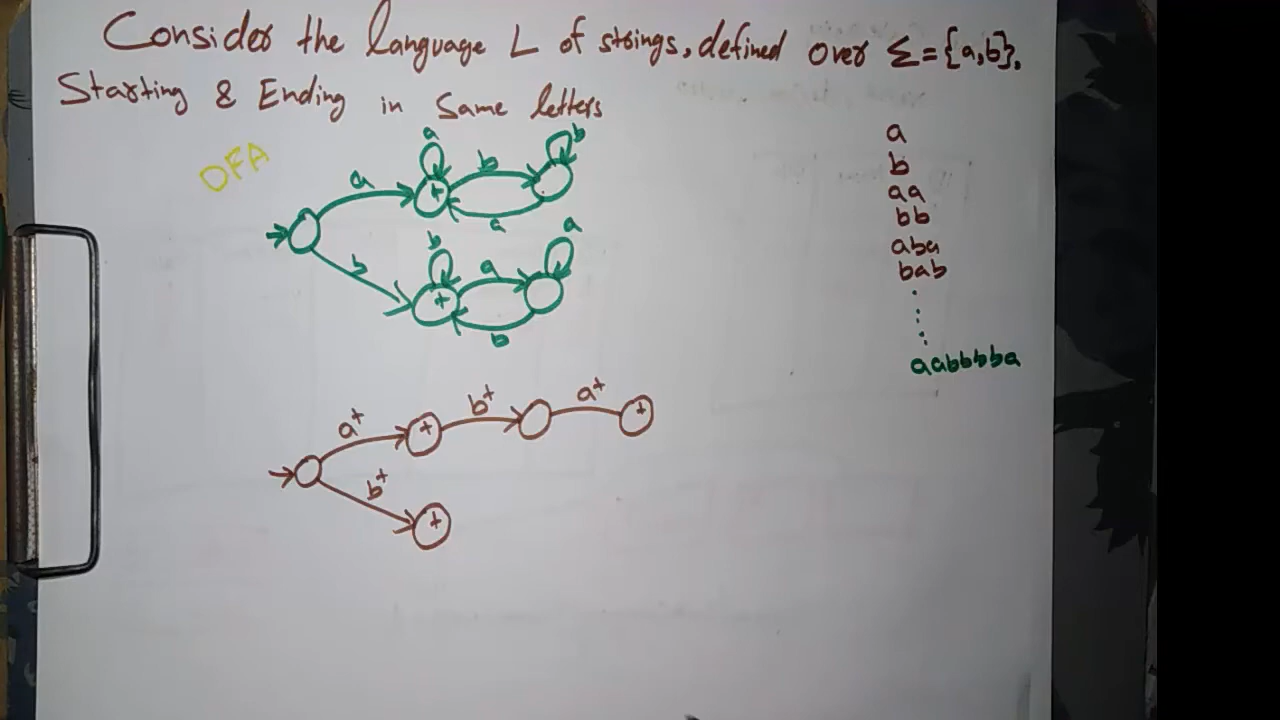 Consider the language L of strings, defined over Σ={a,b}.
Starting & Ending in Same letters
DFA
a
b
a
b
a
+
b
a
b
a
+
b
a
b
aa
bb
aba
bab
aabbbba
a⁺
b⁺
a⁺
+
+
b⁺
+